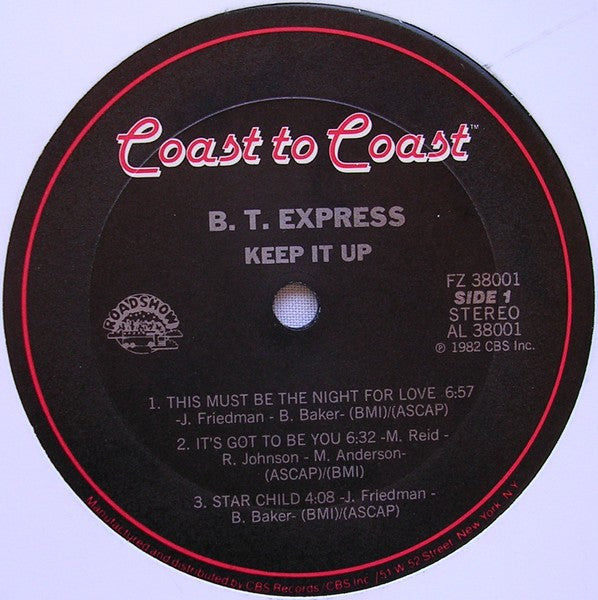 Coast to Coast™
B. T. EXPRESS
KEEP IT UP
FZ 38001
SIDE 1
STEREO
AL 38001
℗ 1982 CBS Inc.
ROADSHOW
1. THIS MUST BE THE NIGHT FOR LOVE 6:57
-J. Friedman - B. Baker- (BMI)/(ASCAP)
2. IT'S GOT TO BE YOU 6:32 -M. Reid -
R. Johnson - M. Anderson-
(ASCAP)/(BMI)
3. STAR CHILD 4:08 -J. Friedman -
B. Baker- (BMI)/(ASCAP)
Manufactured and distributed by CBS Records/CBS Inc./51 W 52 Street, New York, N.Y.